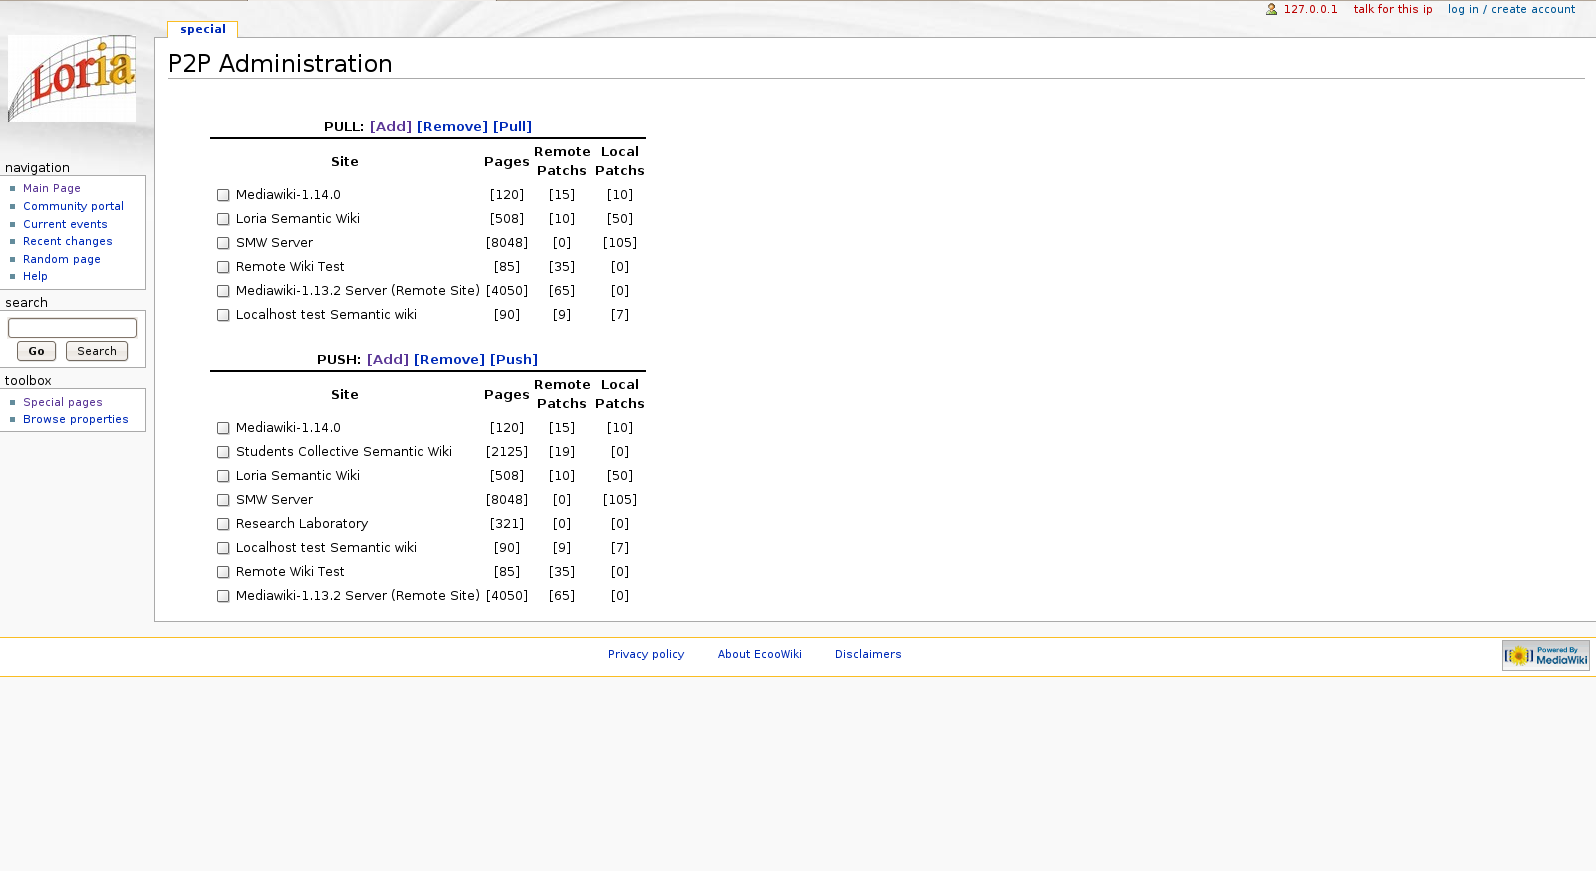 127.0.0.1 talk for this ip log in / create account
special
Loria
P2P Administration
navigation
Main Page
Community portal
Current events
Recent changes
Random page
Help
search
Go Search
toolbox
Special pages
Browse properties
PULL: [Add] [Remove] [Pull]
Site Pages Remote Patchs Local Patchs
Mediawiki-1.14.0 [120] [15] [10]
Loria Semantic Wiki [508] [10] [50]
SMW Server [8048] [0] [105]
Remote Wiki Test [85] [35] [0]
Mediawiki-1.13.2 Server (Remote Site) [4050] [65] [0]
Localhost test Semantic wiki [90] [9] [7]
PUSH: [Add] [Remove] [Push]
Site Pages Remote Patchs Local Patchs
Mediawiki-1.14.0 [120] [15] [10]
Students Collective Semantic Wiki [2125] [19] [0]
Loria Semantic Wiki [508] [10] [50]
SMW Server [8048] [0] [105]
Research Laboratory [321] [0] [0]
Localhost test Semantic wiki [90] [9] [7]
Remote Wiki Test [85] [35] [0]
Mediawiki-1.13.2 Server (Remote Site) [4050] [65] [0]
Privacy policy About EcooWiki Disclaimers
Powered By
MediaWiki